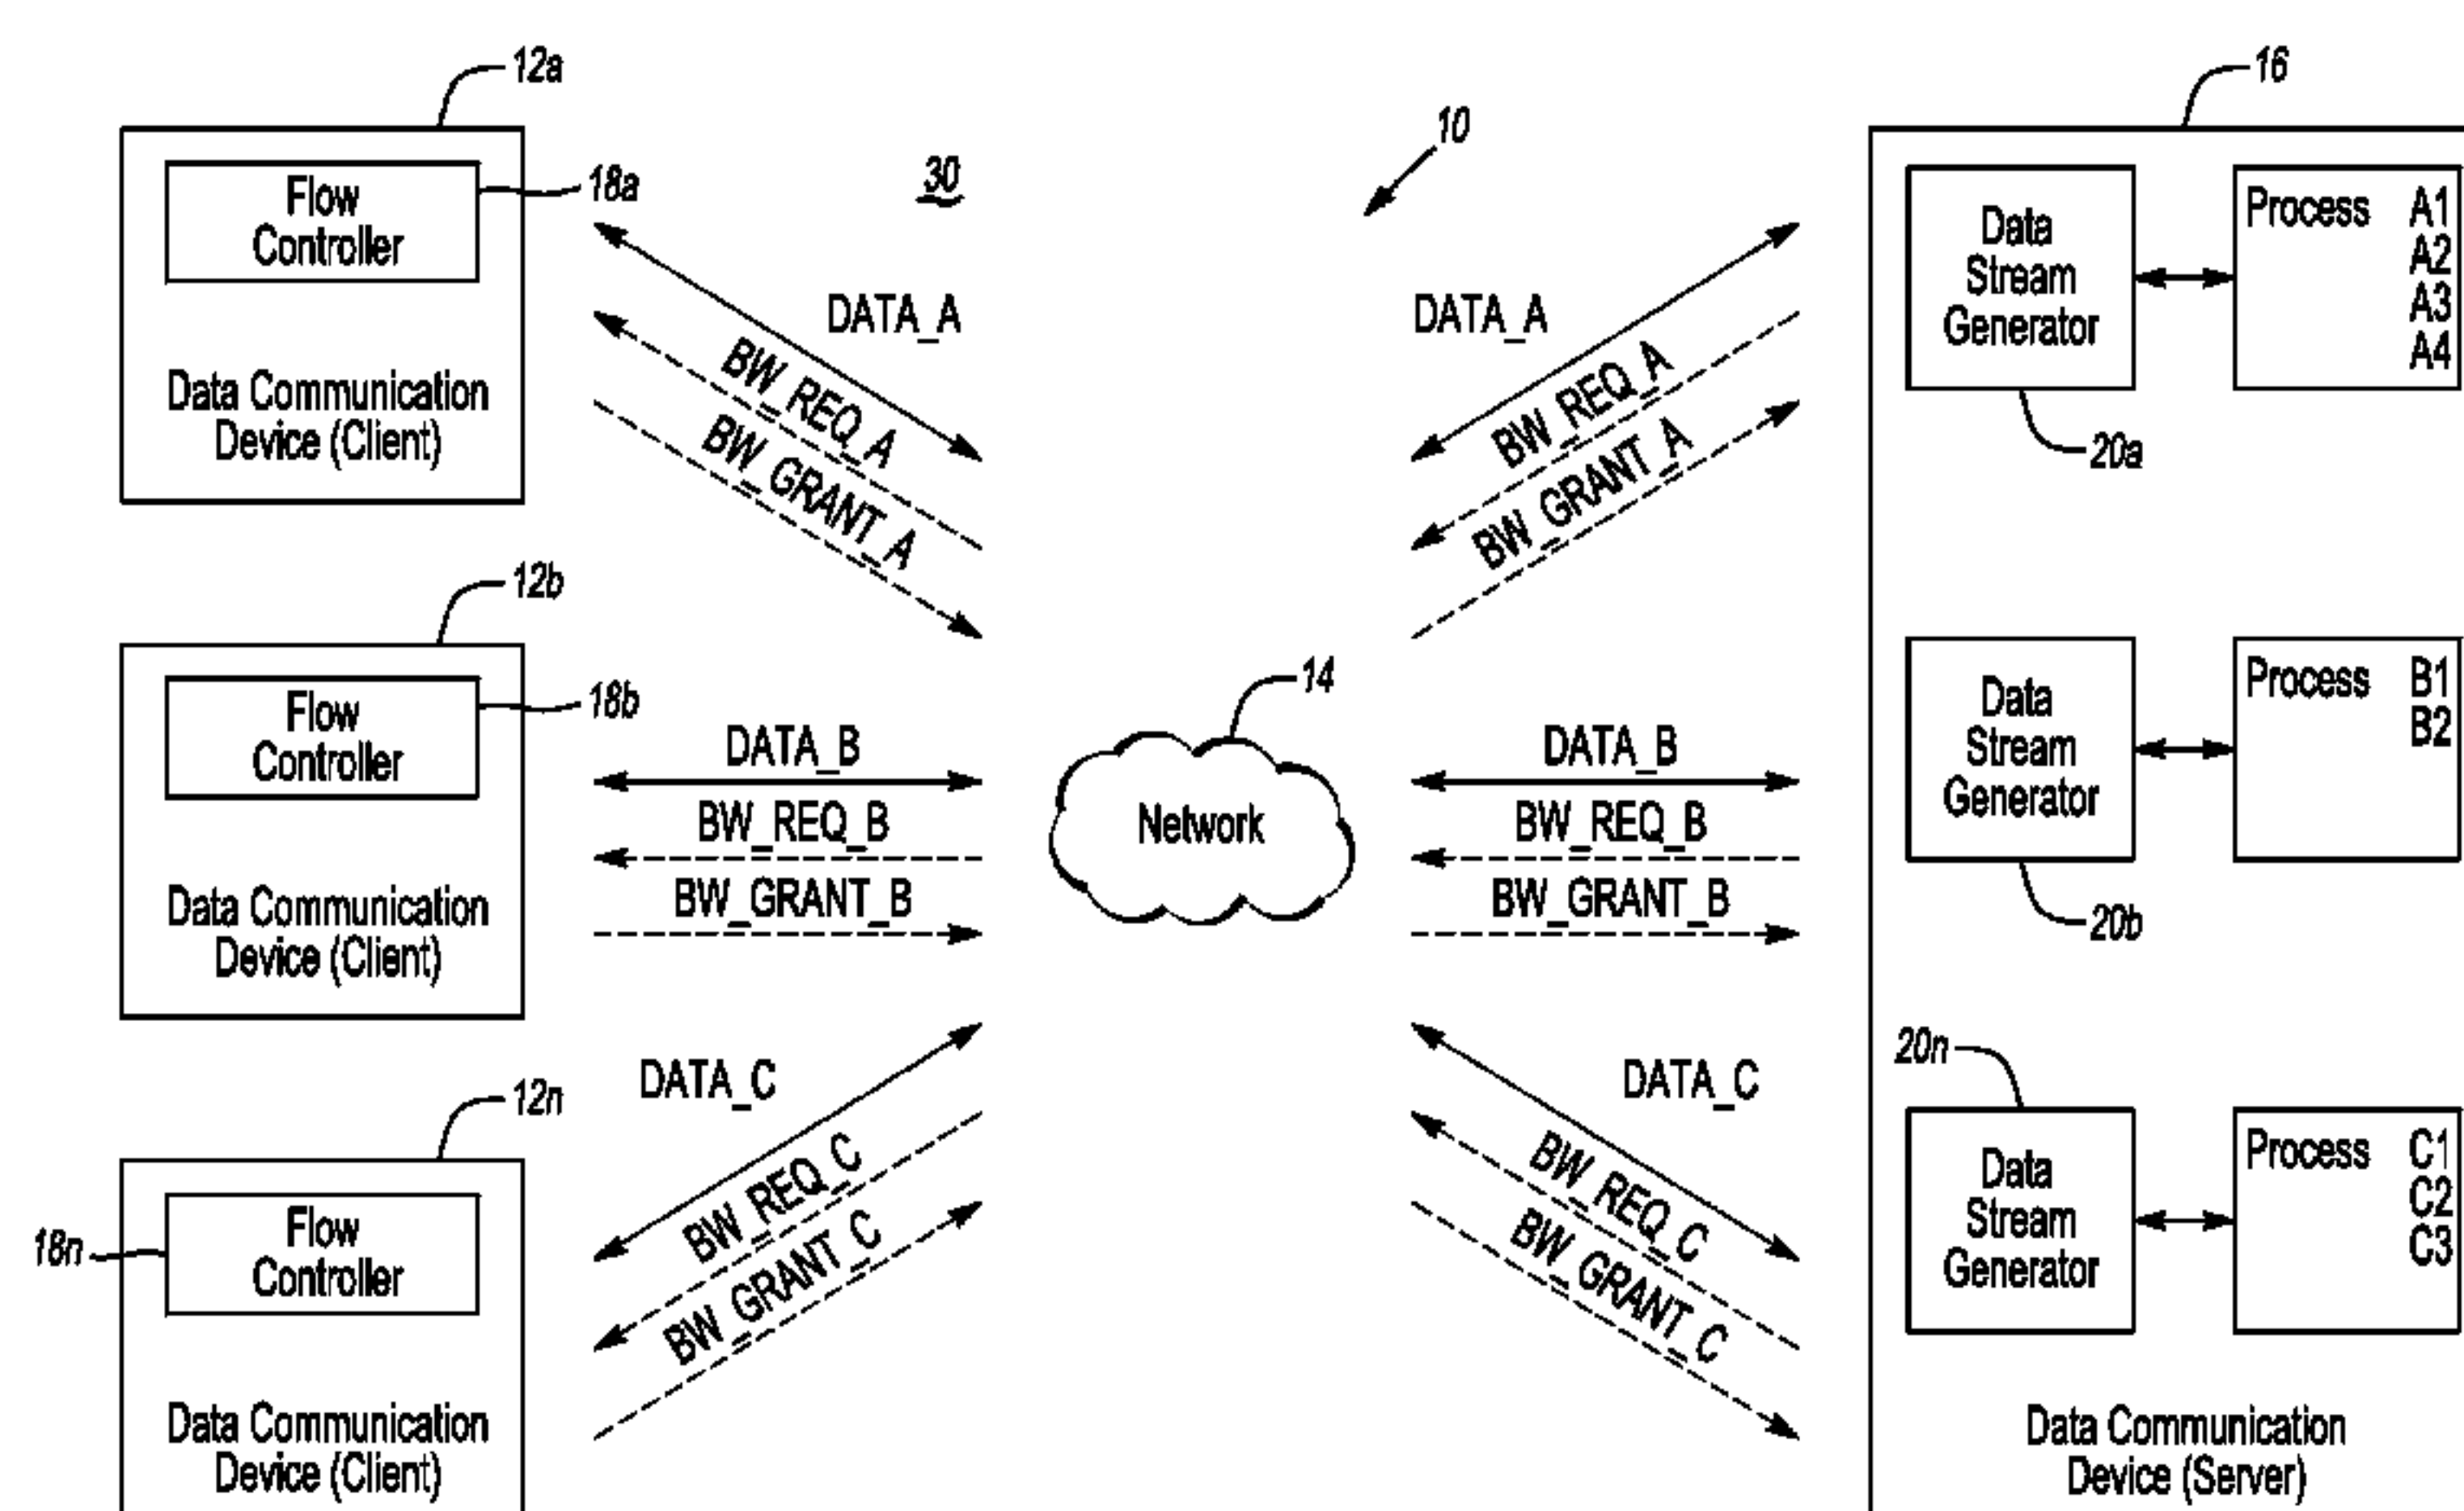 12a
16
10
30
Flow
Controller
18a
Data Communication
Device (Client)
DATA_A
BW_REQ_A
BW_GRANT_A
DATA_A
BW_REQ_A
BW_GRANT_A
Data
Stream
Generator
Process A1
A2
A3
A4
20a
12b
Flow
Controller
18b
Data Communication
Device (Client)
DATA_B
BW_REQ_B
BW_GRANT_B
14
Network
DATA_B
BW_REQ_B
BW_GRANT_B
Data
Stream
Generator
Process B1
B2
20b
12n
18n
Flow
Controller
Data Communication
Device (Client)
DATA_C
BW_REQ_C
BW_GRANT_C
DATA_C
BW_REQ_C
BW_GRANT_C
20n
Data
Stream
Generator
Process C1
C2
C3
Data Communication
Device (Server)